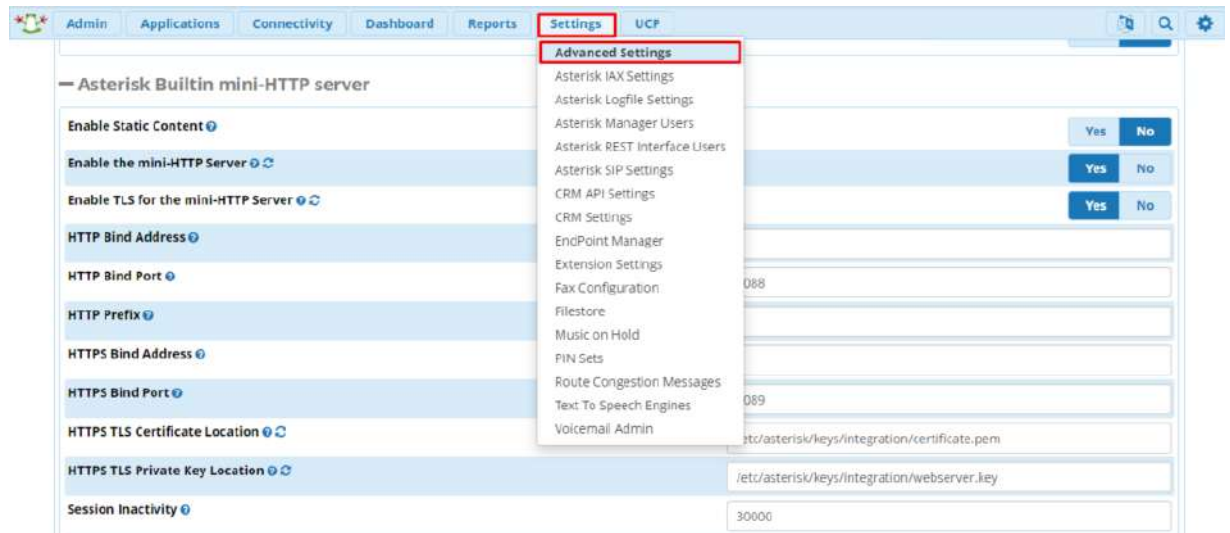 Admin Applications Connectivity Dashboard Reports Settings UCP
Advanced Settings
Asterisk IAX Settings
Asterisk Logfile Settings
Asterisk Manager Users
Asterisk REST Interface Users
Asterisk SIP Settings
CRM API Settings
CRM Settings
EndPoint Manager
Extension Settings
Fax Configuration
Filestore
Music on Hold
PIN Sets
Route Congestion Messages
Text To Speech Engines
Voicemail Admin
Asterisk Builtin mini-HTTP server
Enable Static Content Yes No
Enable the mini-HTTP Server Yes No
Enable TLS for the mini-HTTP Server Yes No
HTTP Bind Address
HTTP Bind Port 088
HTTP Prefix
HTTPS Bind Address
HTTPS Bind Port 089
HTTPS TLS Certificate Location etc/asterisk/keys/integration/certificate.pem
HTTPS TLS Private Key Location /etc/asterisk/keys/integration/webserver.key
Session Inactivity 30000